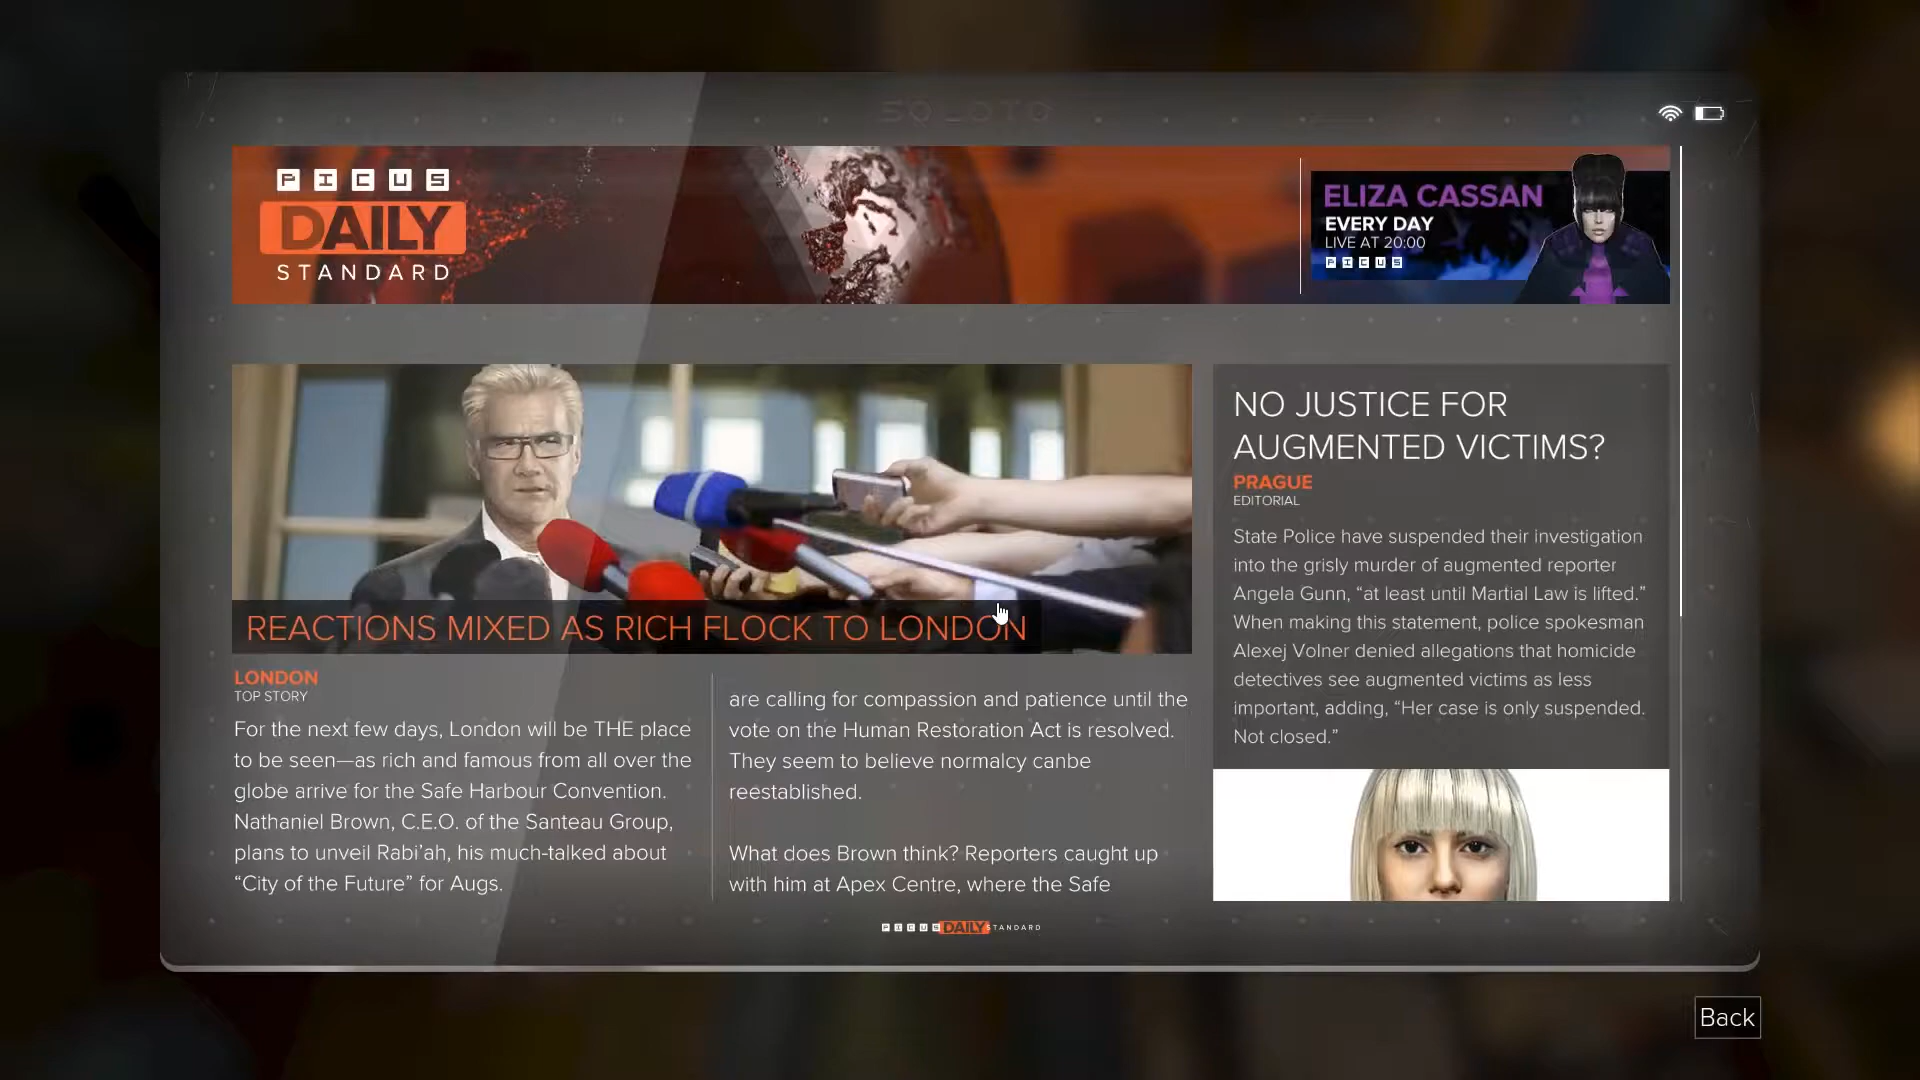 SOLOTO
PICUS
DAILY
STANDARD
ELIZA CASSAN
EVERY DAY
LIVE AT 20:00
PICUS
REACTIONS MIXED AS RICH FLOCK TO LONDON
LONDON
TOP STORY
For the next few days, London will be THE place
to be seen—as rich and famous from all over the
globe arrive for the Safe Harbour Convention.
Nathaniel Brown, C.E.O. of the Santeau Group,
plans to unveil Rabi’ah, his much-talked about
“City of the Future” for Augs.
are calling for compassion and patience until the
vote on the Human Restoration Act is resolved.
They seem to believe normalcy canbe
reestablished.
What does Brown think? Reporters caught up
with him at Apex Centre, where the Safe
NO JUSTICE FOR
AUGMENTED VICTIMS?
PRAGUE
EDITORIAL
State Police have suspended their investigation
into the grisly murder of augmented reporter
Angela Gunn, “at least until Martial Law is lifted.”
When making this statement, police spokesman
Alexej Volner denied allegations that homicide
detectives see augmented victims as less
important, adding, “Her case is only suspended.
Not closed.”
PICUS DAILY STANDARD
Back